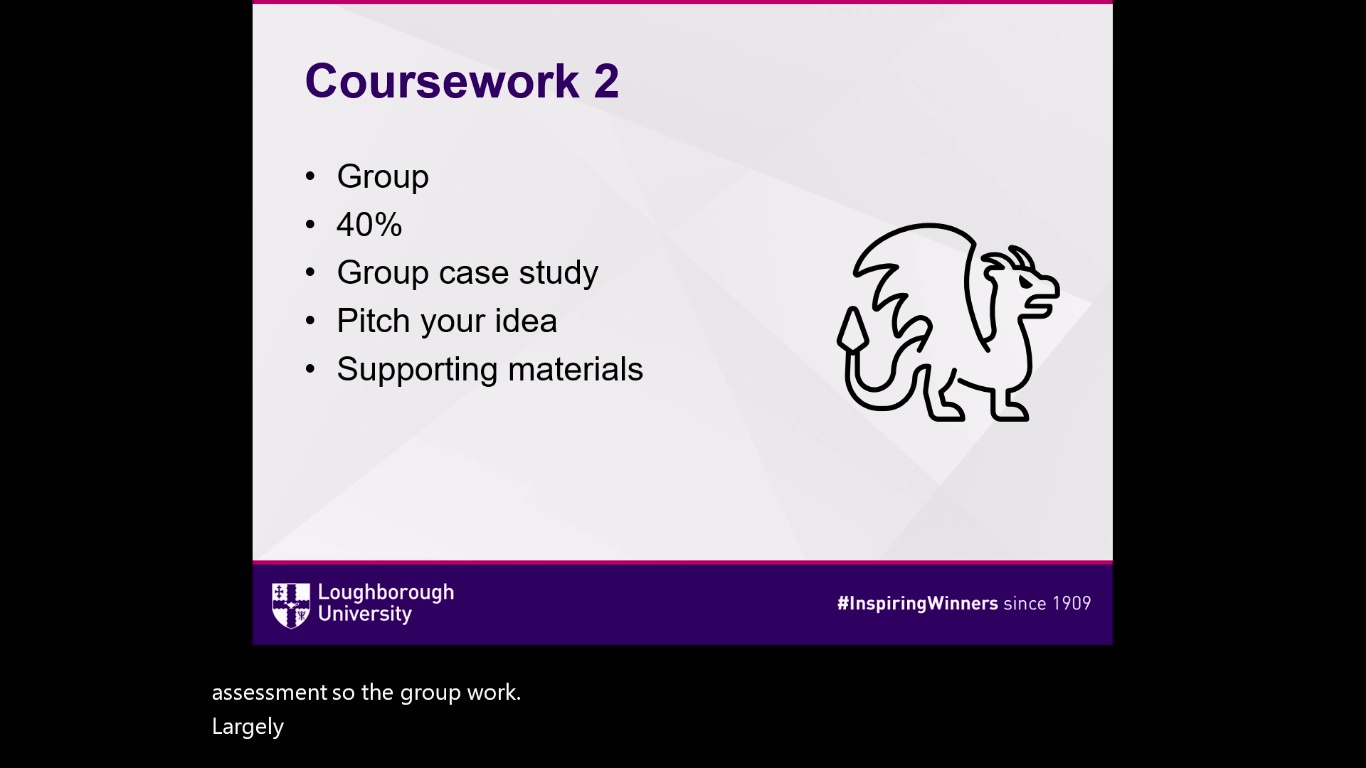 Coursework 2
• Group
• 40%
• Group case study
• Pitch your idea
• Supporting materials
Loughborough
University
#InspiringWinners since 1909
assessment so the group work.
Largely